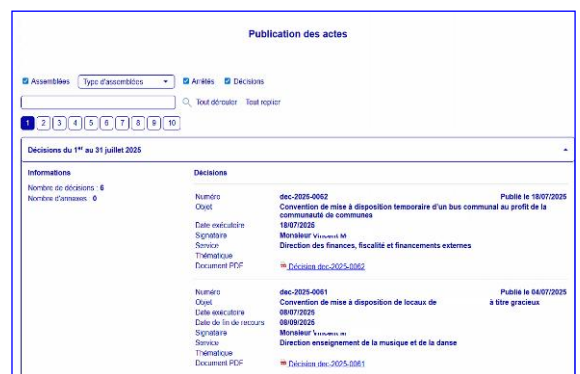 Publication des actes
Assemblées Type d'assemblées Arrêtés Décisions
Tout dérouler Tout replier
1 2 3 4 5 6 7 8 9 10
Décisions du 1er au 31 juillet 2025
Informations
Nombre de décisions : 6
Nombre d'annexes 0
Décisions
Numéro dec-2025-0062 Publié le 18/07/2025
Objet Convention de mise à disposition temporaire d'un bus communal au profit de la
communauté de communes
Date exécutoire 18/07/2025
Signataire Monsieur Vincent M
Service Direction des finances, fiscalité et financements externes
Thématique
Document PDF Décision dec-2025-0062
Numéro dec-2025-0061 Publié le 04/07/2025
Objet Convention de mise à disposition de locaux de à titre gracieux
Date exécutoire 08/07/2025
Date de fin de recours 08/09/2025
Signataire Monsieur
Service Direction enseignement de la musique et de la danse
Thématique
Document PDF Décision dec-2025-0061